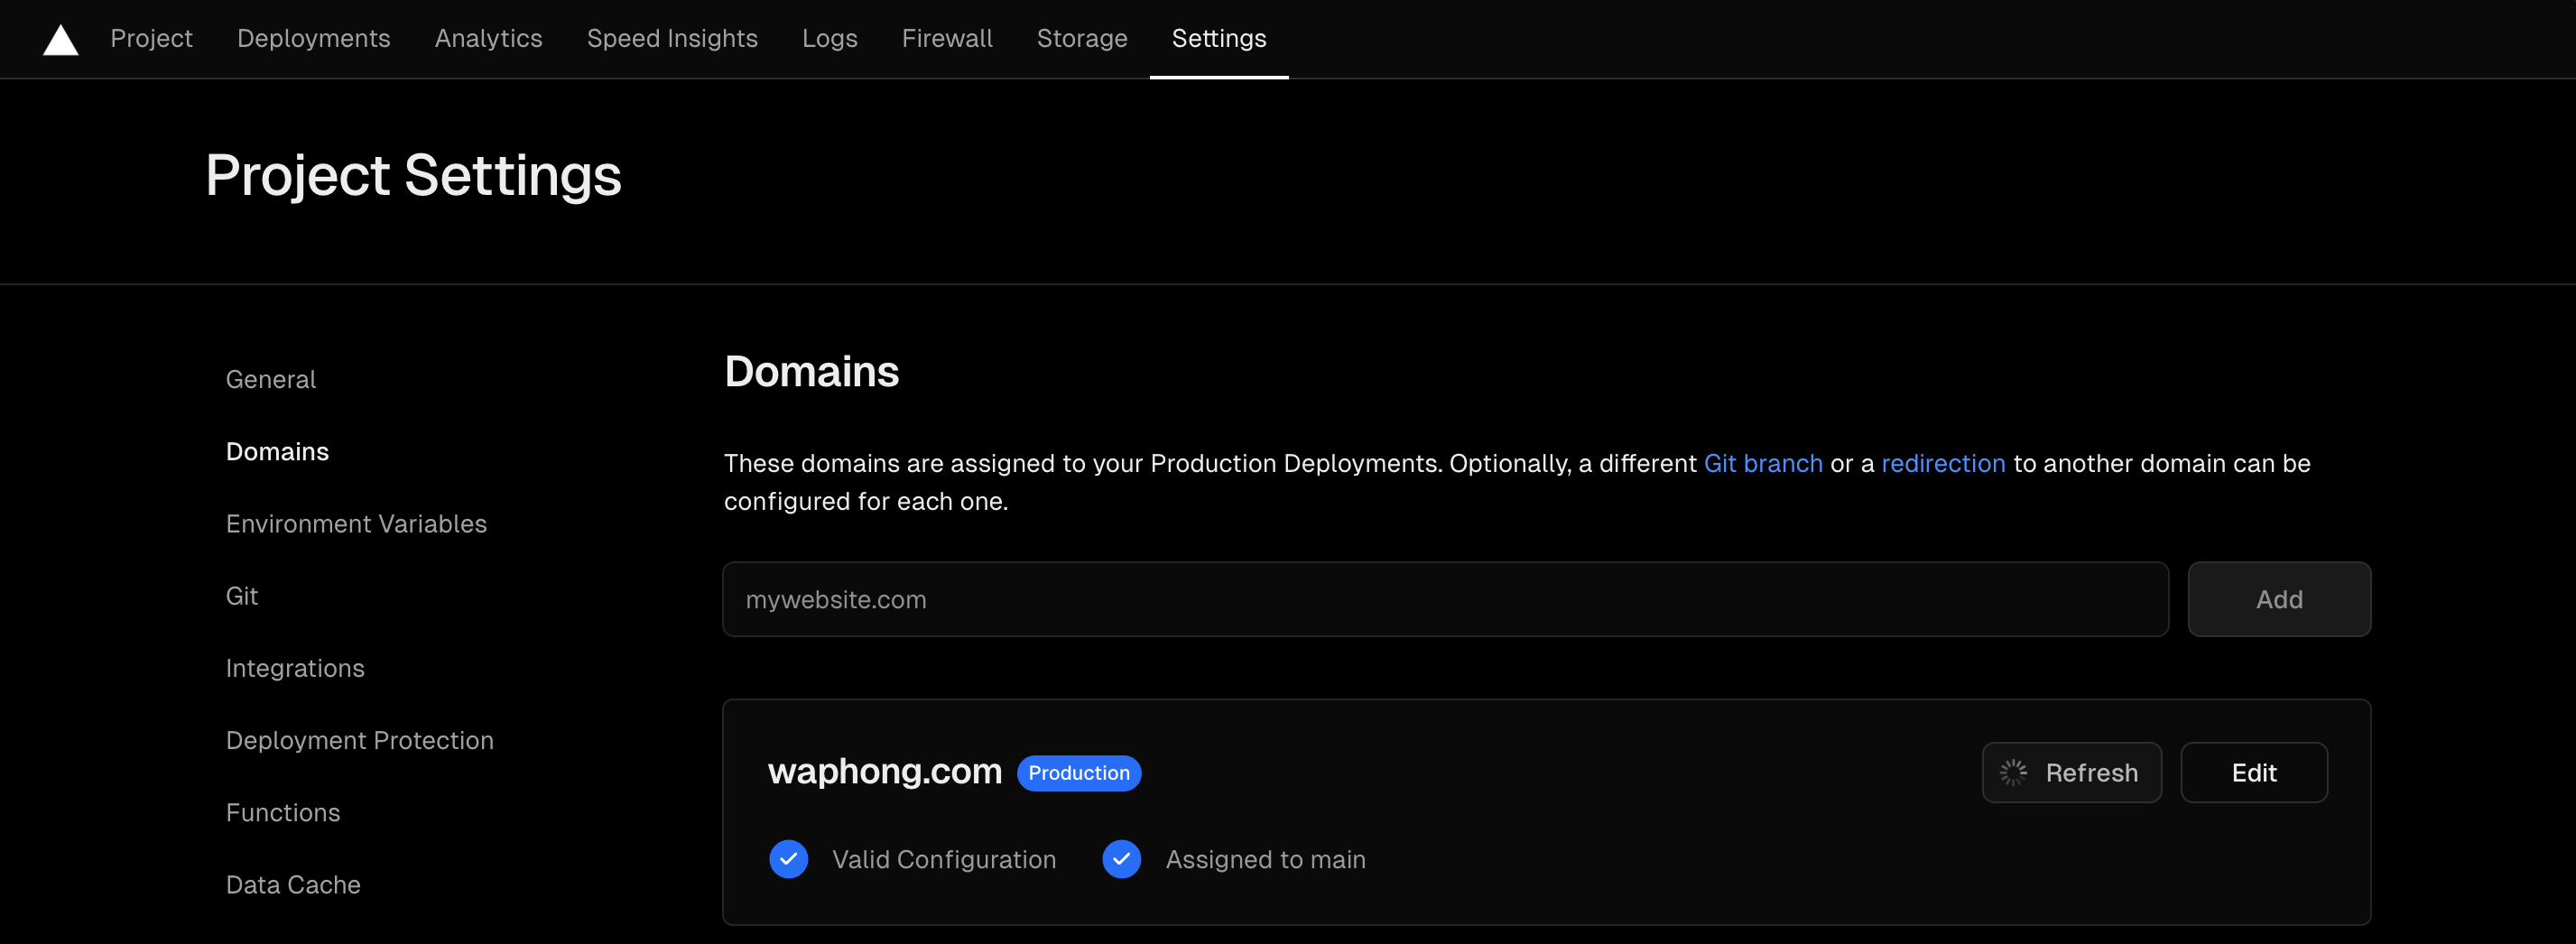 Project Deployments Analytics Speed Insights Logs Firewall Storage Settings
Project Settings
General
Domains
Environment Variables
Git
Integrations
Deployment Protection
Functions
Data Cache
Domains
These domains are assigned to your Production Deployments. Optionally, a different Git branch or a redirection to another domain can be
configured for each one.
mywebsite.com Add
waphong.com Production Refresh Edit
Valid Configuration Assigned to main